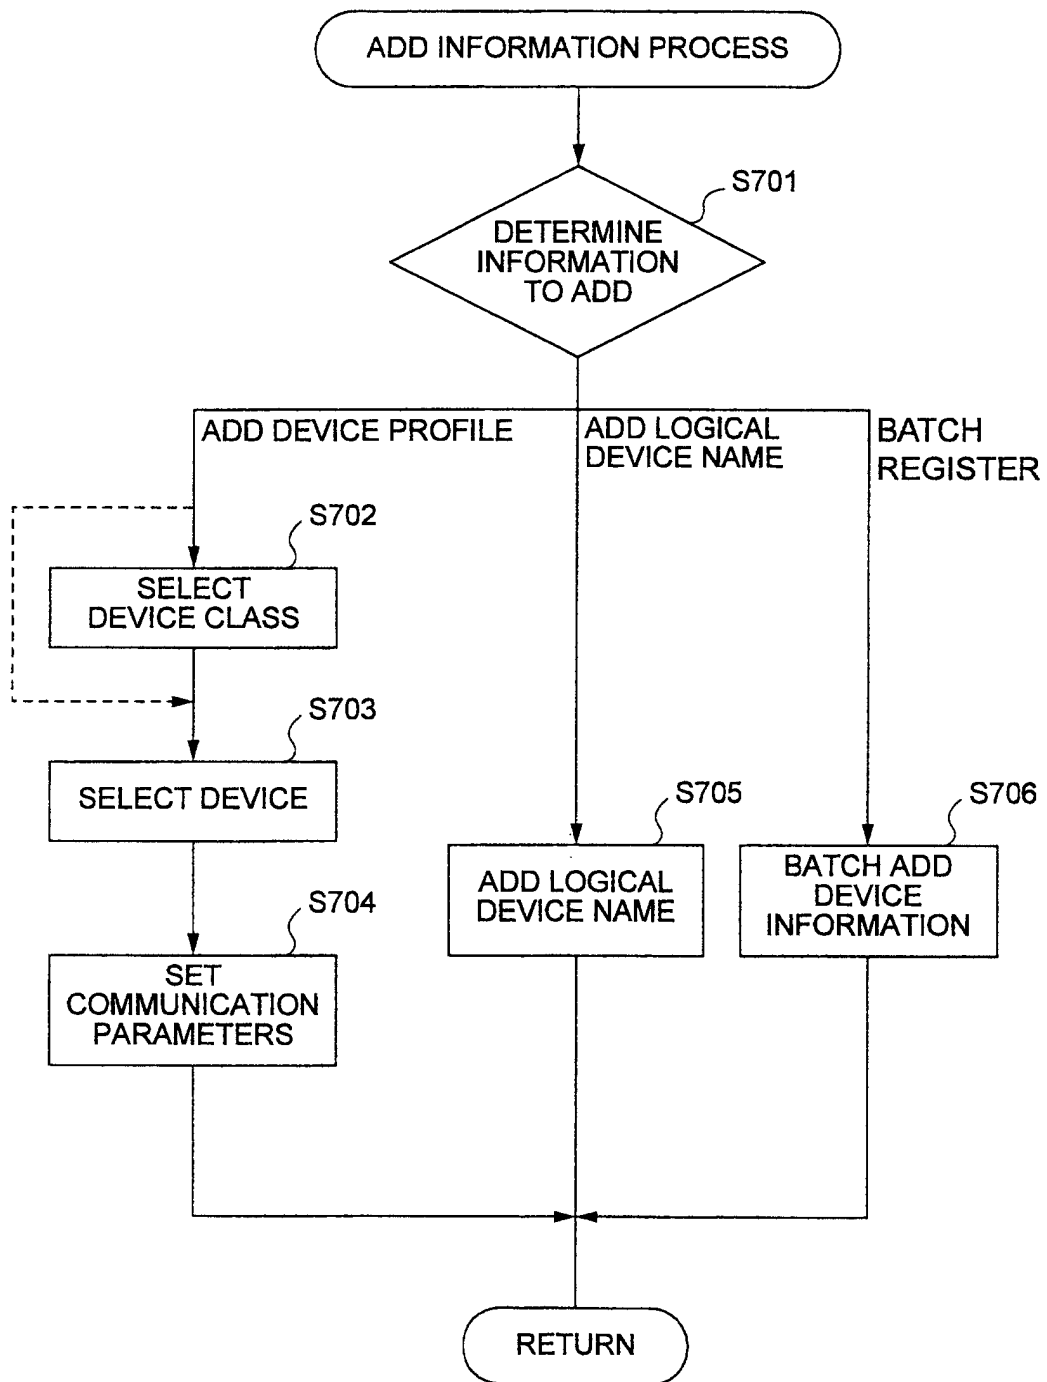 ADD INFORMATION PROCESS
S701
DETERMINE
INFORMATION
TO ADD
ADD DEVICE PROFILE
ADD LOGICAL
DEVICE NAME
BATCH
REGISTER
S702
SELECT
DEVICE CLASS
S703
SELECT DEVICE
S704
SET
COMMUNICATION
PARAMETERS
S705
ADD LOGICAL
DEVICE NAME
S706
BATCH ADD
DEVICE
INFORMATION
RETURN